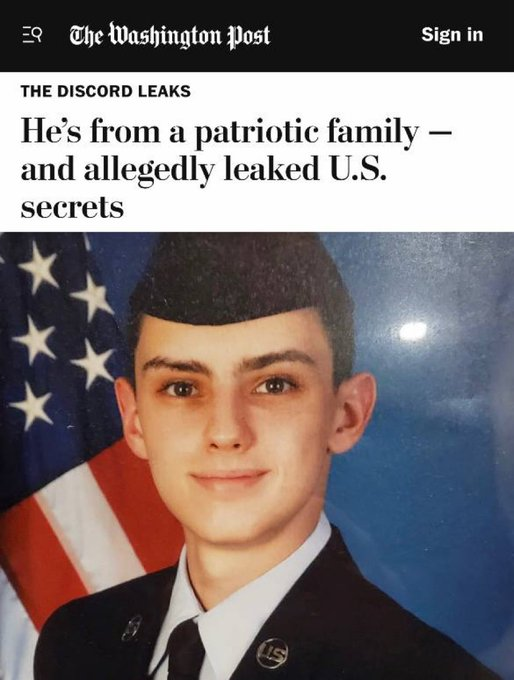 The Washington Post
Sign in
THE DISCORD LEAKS
He’s from a patriotic family —
and allegedly leaked U.S.
secrets
US